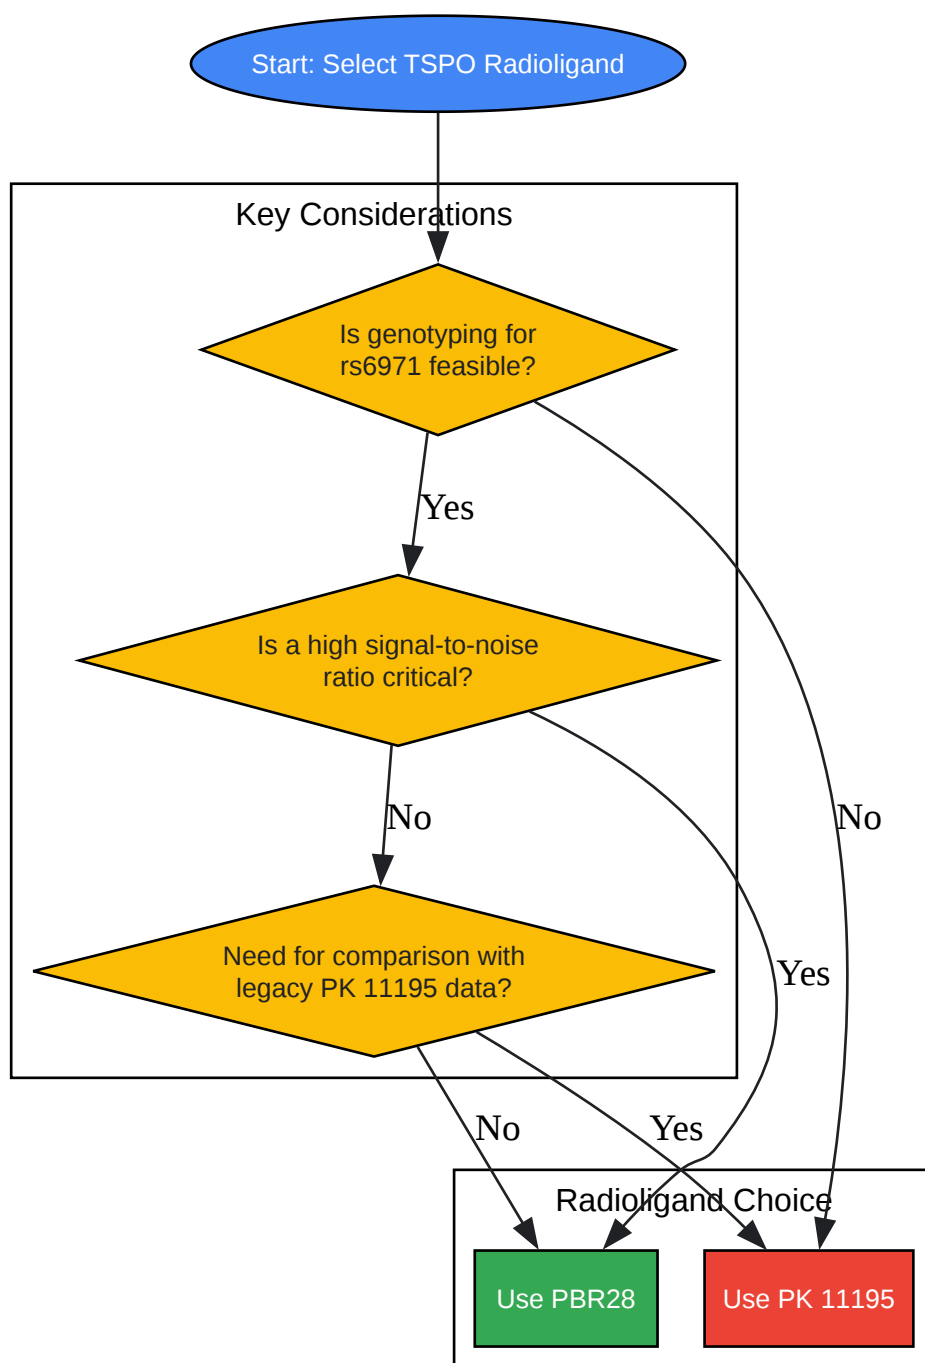 Start: Select TSPO Radioligand
Key Considerations
Is genotyping for
rs6971 feasible?
Yes
Is a high signal-to-noise
ratio critical?
No
No
Need for comparison with
legacy PK 11195 data?
Yes
No
Yes
Radioligand Choice
Use PBR28
Use PK 11195